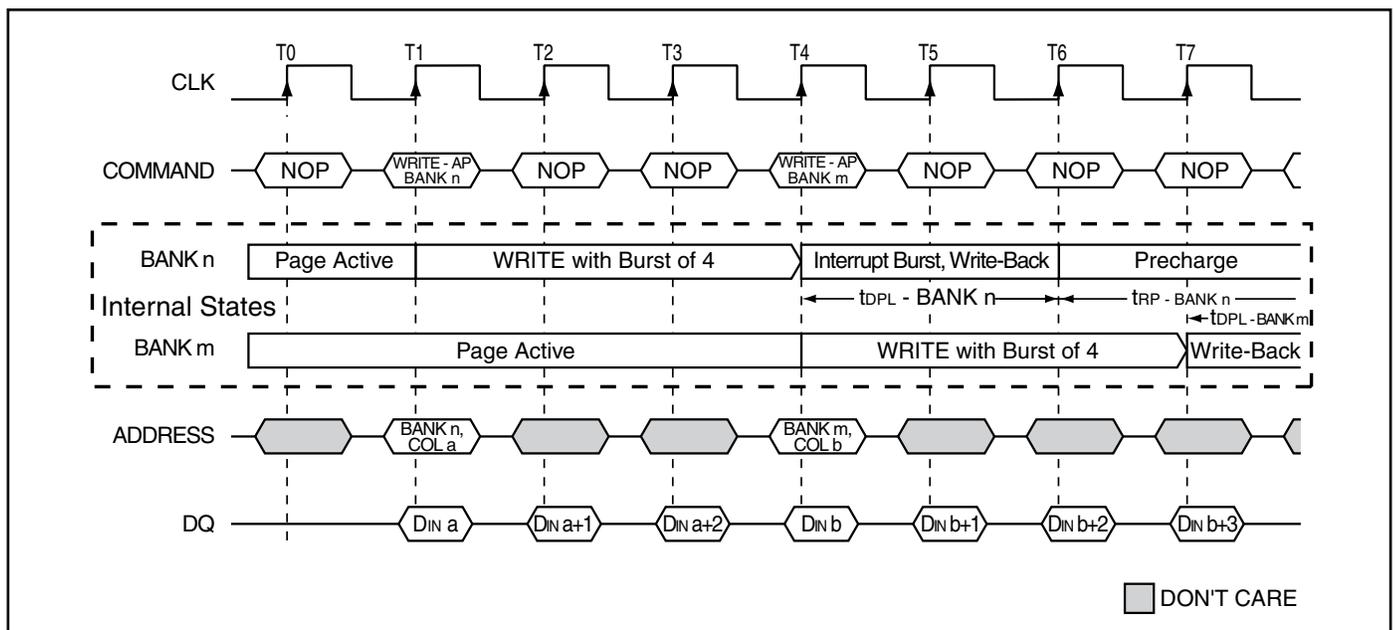 T0 T1 T2 T3 T4 T5 T6 T7
CLK
COMMAND NOP WRITE - AP BANK n NOP NOP WRITE - AP BANK m NOP NOP NOP
BANK n Page Active WRITE with Burst of 4 Interrupt Burst, Write-Back Precharge
Internal States tDPL - BANK n tRP - BANK n
tDPL - BANK m
BANK m Page Active WRITE with Burst of 4 Write-Back
ADDRESS BANK n, COL a BANK m, COL b
DQ DIN a DIN a+1 DIN a+2 DIN b DIN b+1 DIN b+2 DIN b+3
DON'T CARE